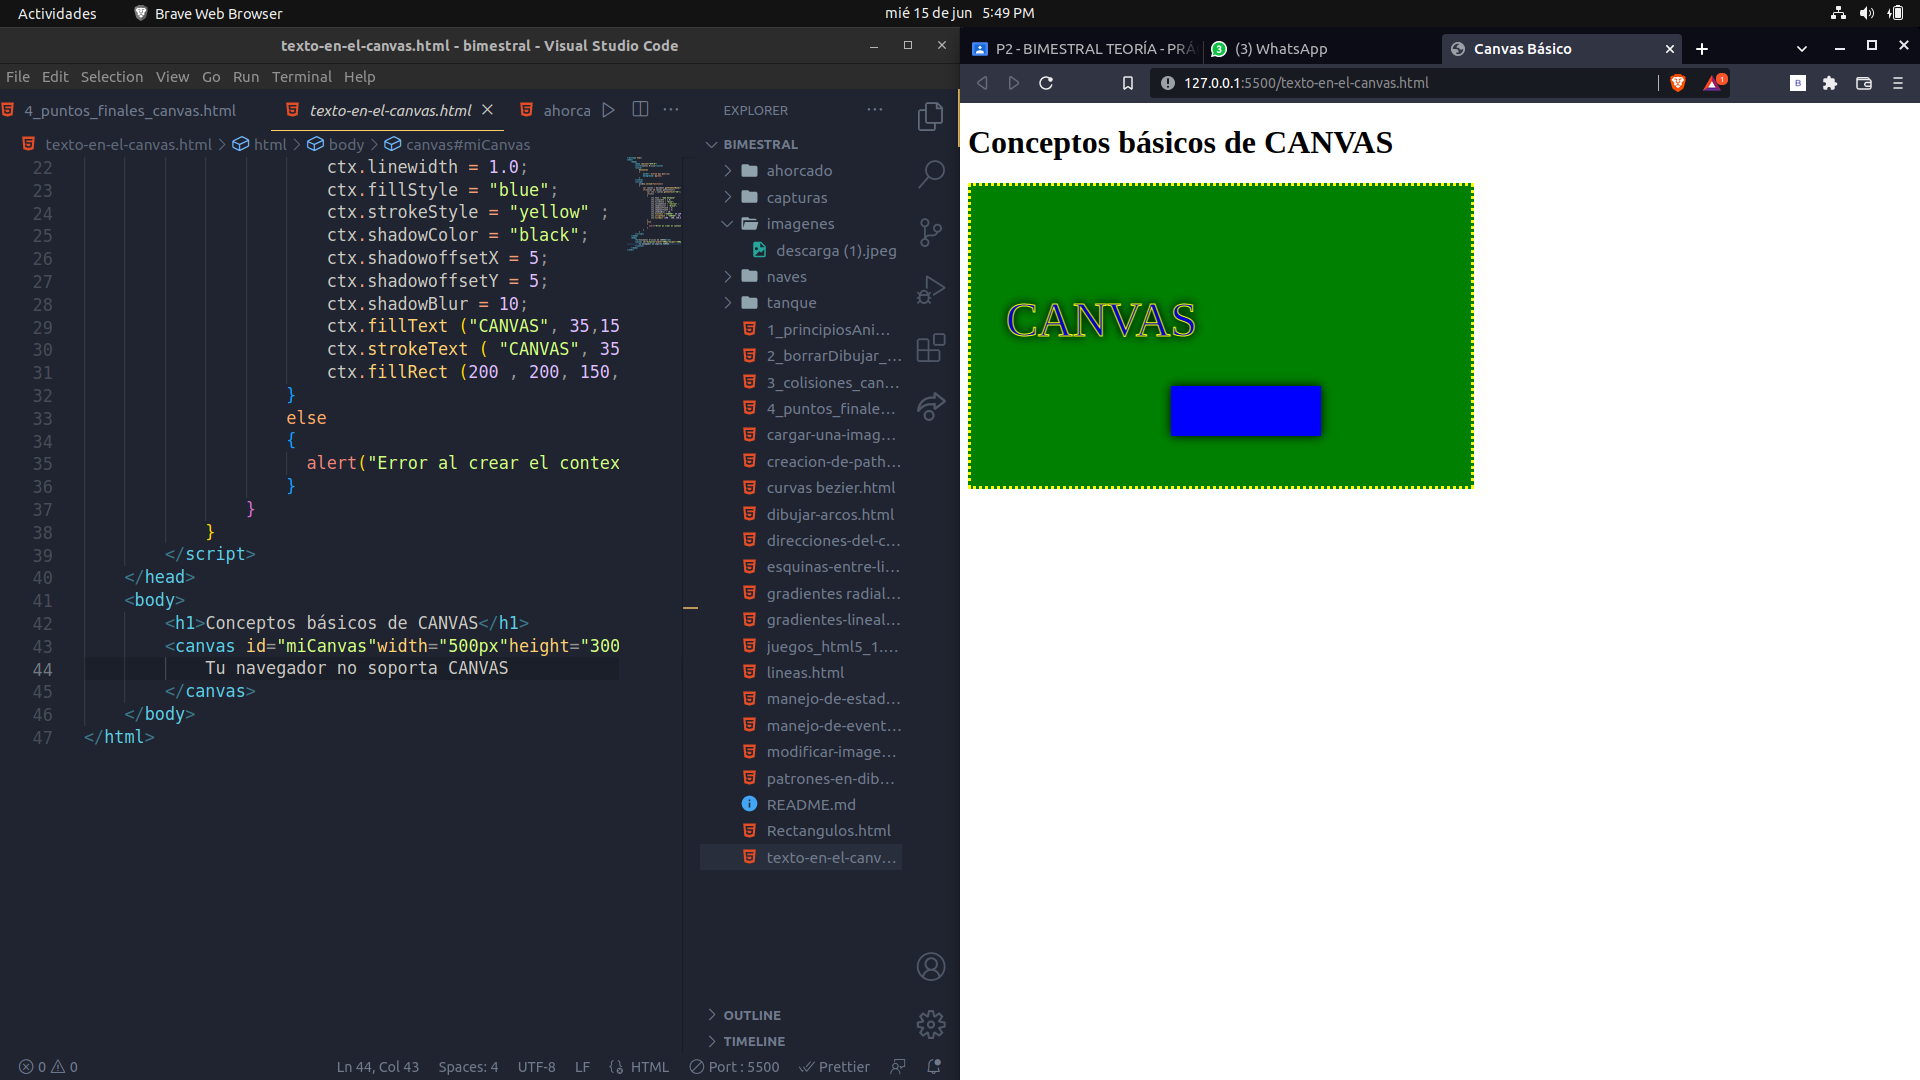 Actividades
Brave Web Browser
mié 15 de jun 5:49 PM
texto-en-el-canvas.html - bimestral - Visual Studio Code
File Edit Selection View Go Run Terminal Help
4_puntos_finales_canvas.html
texto-en-el-canvas.html
ahorca
texto-en-el-canvas.html > html > body > canvas#miCanvas
22 ctx.linewidth = 1.0;
23 ctx.fillStyle = "blue";
24 ctx.strokeStyle = "yellow" ;
25 ctx.shadowColor = "black";
26 ctx.shadowoffsetX = 5;
27 ctx.shadowoffsetY = 5;
28 ctx.shadowBlur = 10;
29 ctx.fillText ("CANVAS", 35,15
30 ctx.strokeText ( "CANVAS", 35
31 ctx.fillRect (200 , 200, 150,
32 }
33 else
34 {
35 alert("Error al crear el contex
36 }
37 }
38 }
39 </script>
40 </head>
41 <body>
42 <h1>Conceptos básicos de CANVAS</h1>
43 <canvas id="miCanvas"width="500px"height="300
44 Tu navegador no soporta CANVAS
45 </canvas>
46 </body>
47 </html>
EXPLORER
BIMESTRAL
ahorcado
capturas
imagenes
descarga (1).jpeg
naves
tanque
1_principiosAni...
2_borrarDibujar_...
3_colisiones_can...
4_puntos_finale...
cargar-una-imag...
creacion-de-path...
curvas bezier.html
dibujar-arcos.html
direcciones-del-c...
esquinas-entre-li...
gradientes radial...
gradientes-lineal...
juegos_html5_1....
lineas.html
manejo-de-estad...
manejo-de-event...
modificar-image...
patrones-en-dib...
README.md
Rectangulos.html
texto-en-el-canv...
OUTLINE
TIMELINE
0 0
Ln 44, Col 43
Spaces: 4
UTF-8
LF
HTML
Port : 5500
Prettier
P2 - BIMESTRAL TEORÍA - PRÁ
3
(3) WhatsApp
Canvas Básico
127.0.0.1:5500/texto-en-el-canvas.html
1
B
Conceptos básicos de CANVAS
CANVAS